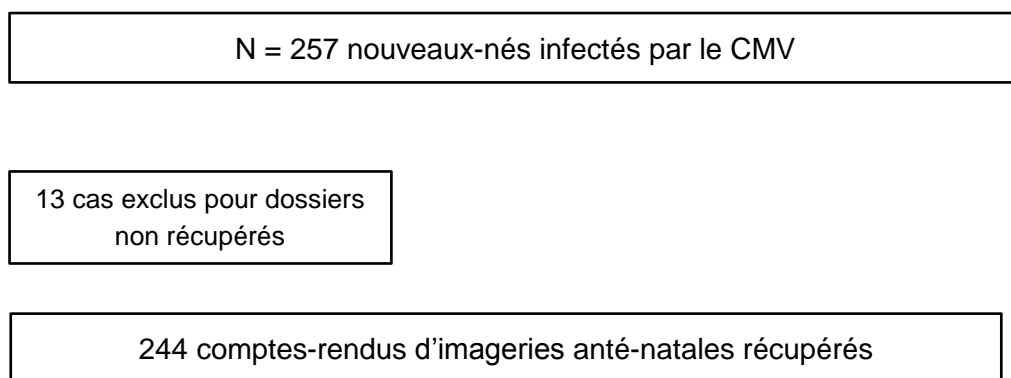 N = 257 nouveaux-nés infectés par le CMV
13 cas exclus pour dossiers
non récupérés
244 comptes-rendus d’imageries anté-natales récupérés